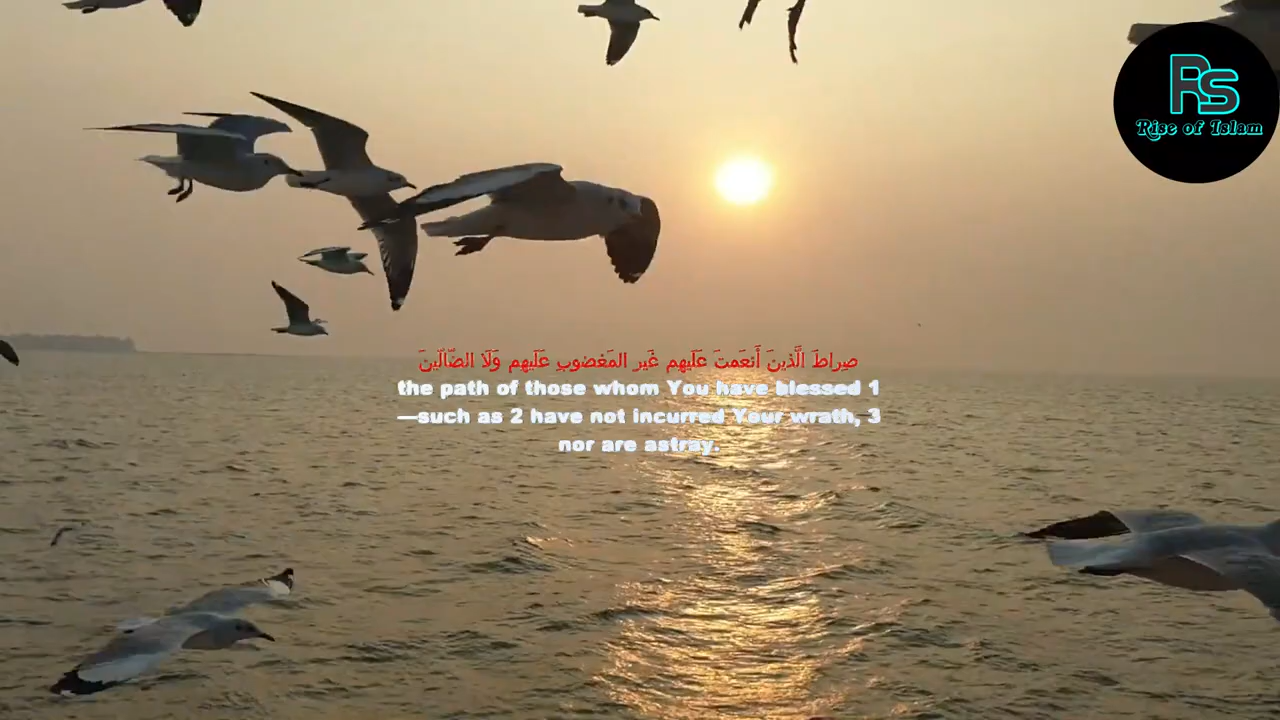 RS
Rise of Islam
صِراطَ الَّذينَ أَنعَمتَ عَلَيهِم غَيرِ المَغضوبِ عَلَيهِم وَلَا الضّالّينَ
the path of those whom You have blessed 1
—such as 2 have not incurred Your wrath, 3
nor are astray.